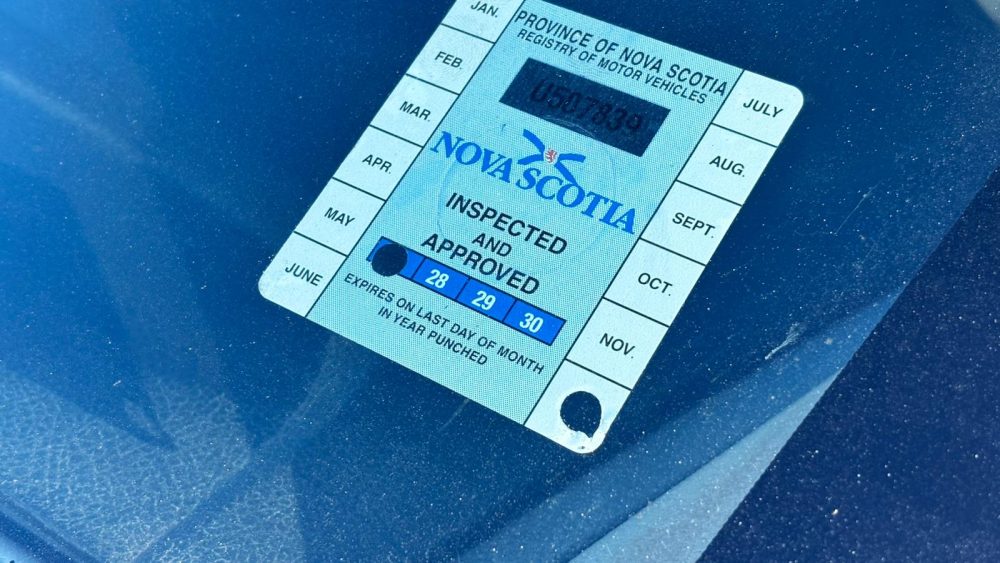 PROVINCE OF NOVA SCOTIA
REGISTRY OF MOTOR VEHICLES
U507839
NOVA SCOTIA
INSPECTED
AND
APPROVED
28 29 30
EXPIRES ON LAST DAY OF MONTH
IN YEAR PUNCHED
JAN.
FEB
MAR.
APR.
MAY
JUNE
JULY
AUG.
SEPT.
OCT.
NOV.